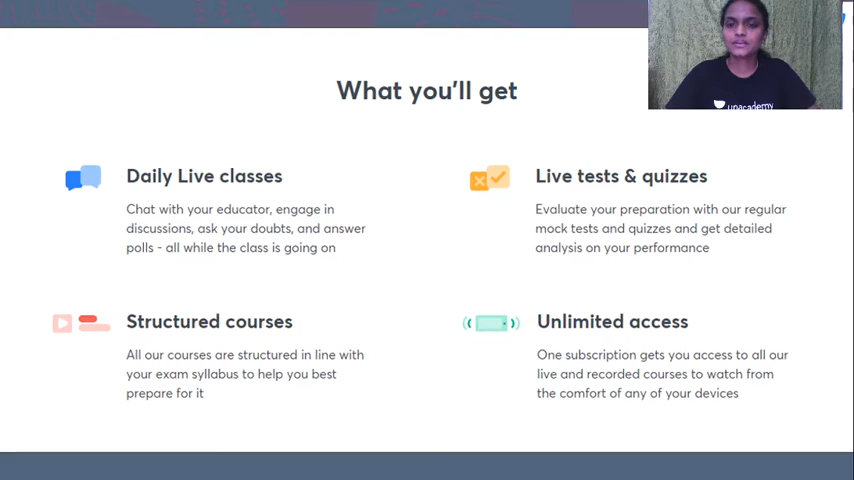 What you'll get
unacademy
Daily Live classes
Chat with your educator, engage in
discussions, ask your doubts, and answer
polls - all while the class is going on
Live tests & quizzes
Evaluate your preparation with our regular
mock tests and quizzes and get detailed
analysis on your performance
Structured courses
All our courses are structured in line with
your exam syllabus to help you best
prepare for it
Unlimited access
One subscription gets you access to all our
live and recorded courses to watch from
the comfort of any of your devices